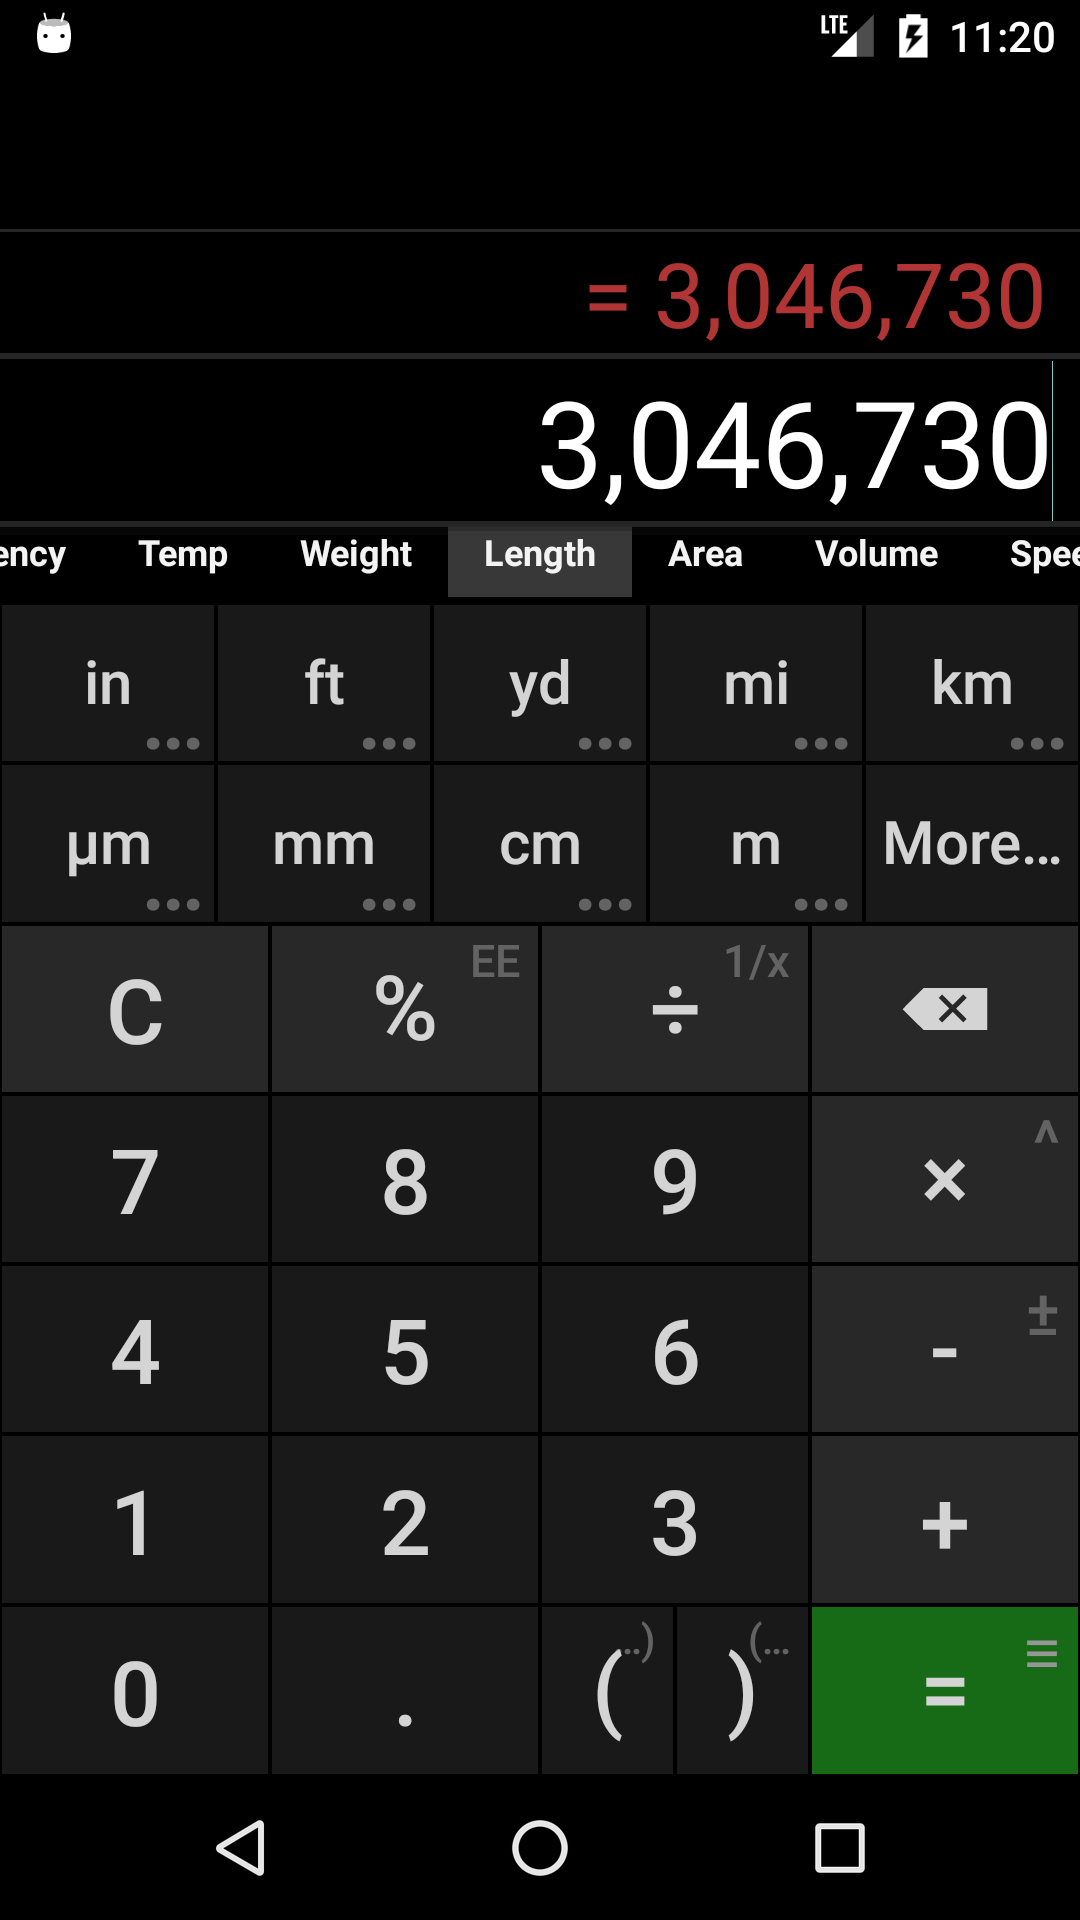 LTE 11:20
= 3,046,730
3,046,730
ency Temp Weight Length Area Volume Spee
in ft yd mi km
µm mm cm m More...
C % EE ÷ 1/x
7 8 9 × ^
4 5 6 - ±
1 2 3 +
0 . ( ..) ) (... =